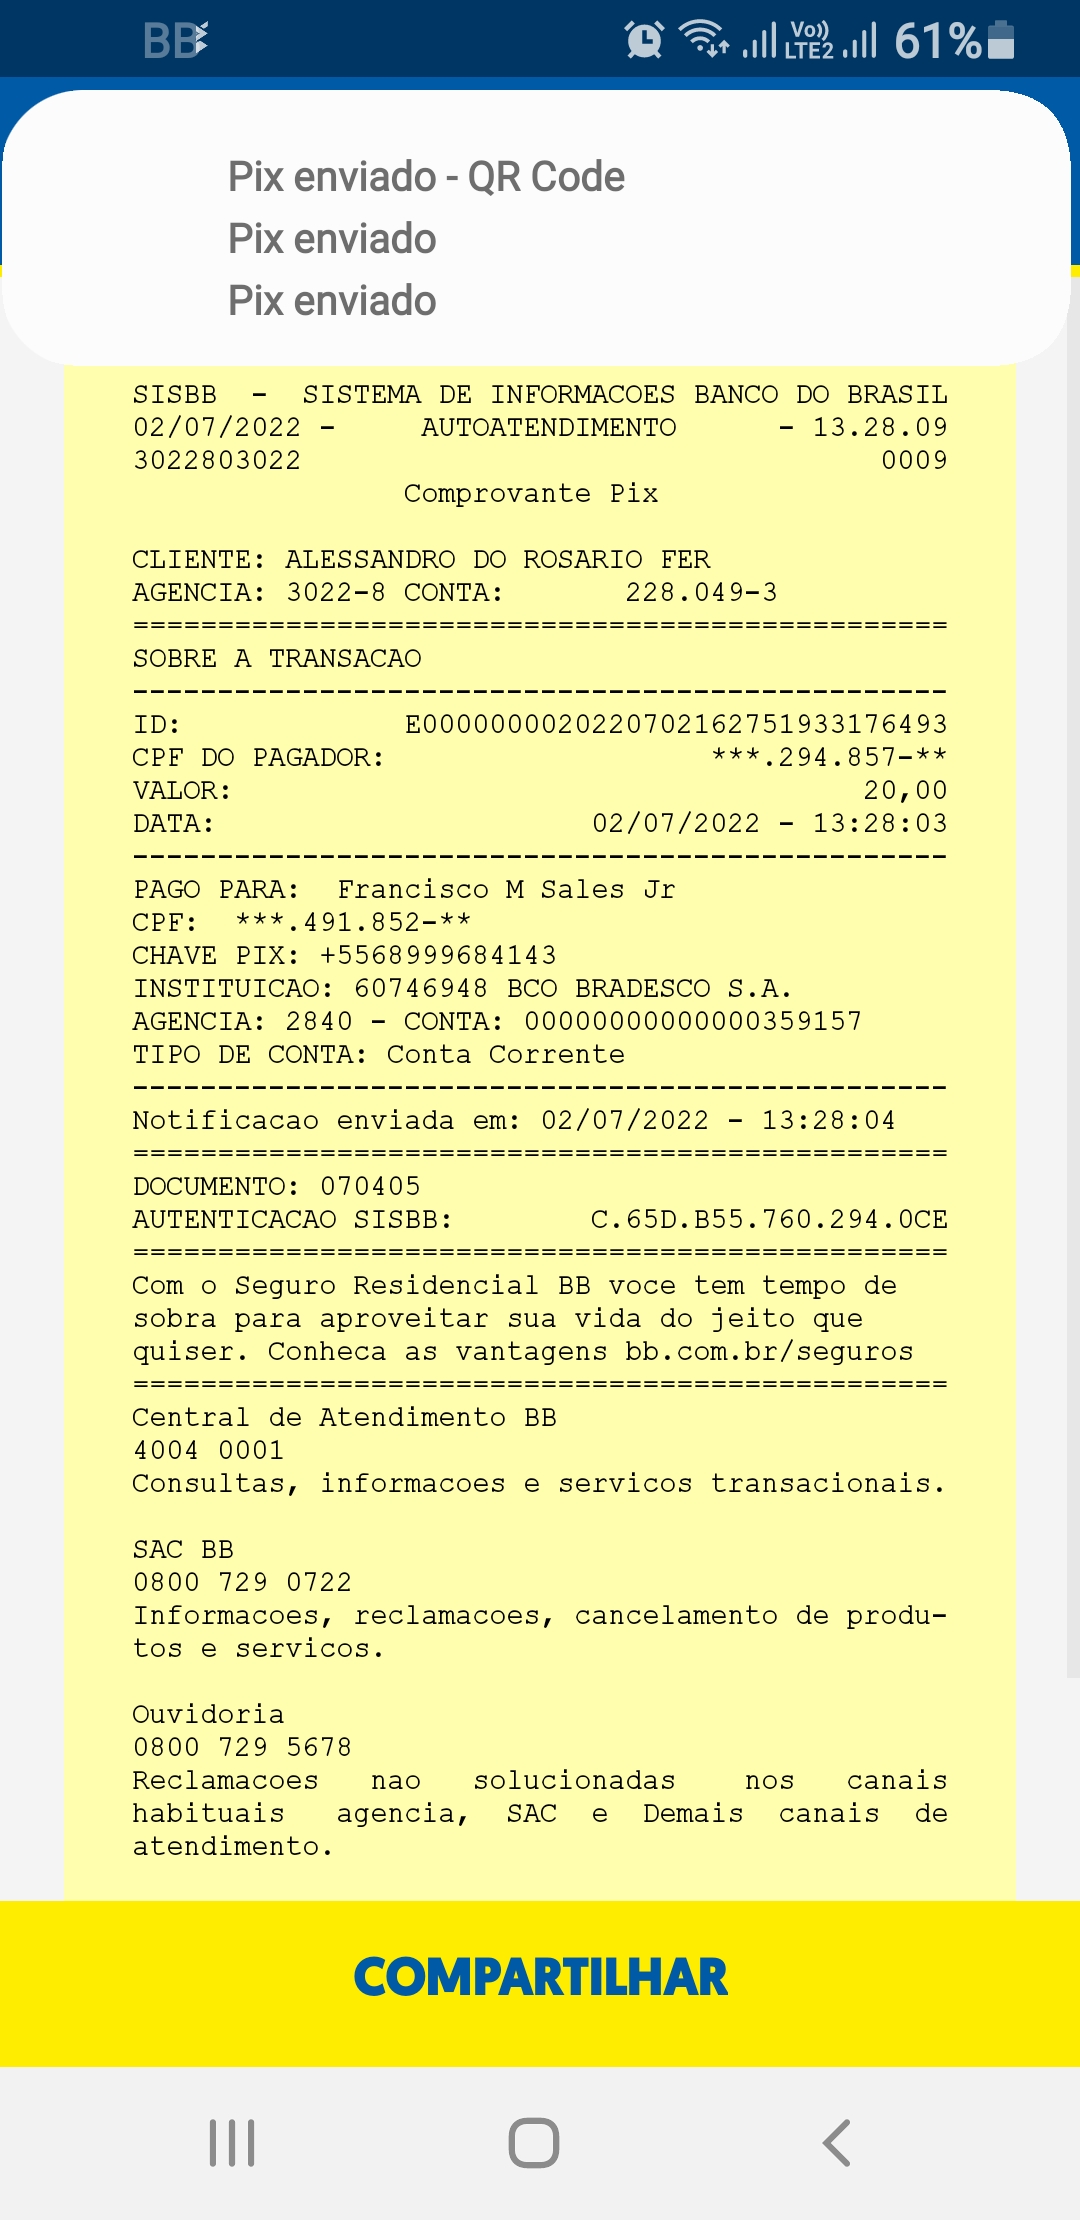 BB
Vo))
LTE2
61%
Pix enviado - QR Code
Pix enviado
Pix enviado
SISBB - SISTEMA DE INFORMACOES BANCO DO BRASIL
02/07/2022 - AUTOATENDIMENTO - 13.28.09
3022803022 0009
Comprovante Pix
CLIENTE: ALESSANDRO DO ROSARIO FER
AGENCIA: 3022-8 CONTA: 228.049-3
================================================
SOBRE A TRANSACAO
------------------------------------------------
ID: E0000000020220702162751933176493
CPF DO PAGADOR: ***.294.857-**
VALOR: 20,00
DATA: 02/07/2022 - 13:28:03
------------------------------------------------
PAGO PARA: Francisco M Sales Jr
CPF: ***.491.852-**
CHAVE PIX: +5568999684143
INSTITUICAO: 60746948 BCO BRADESCO S.A.
AGENCIA: 2840 - CONTA: 00000000000000359157
TIPO DE CONTA: Conta Corrente
------------------------------------------------
Notificacao enviada em: 02/07/2022 - 13:28:04
================================================
DOCUMENTO: 070405
AUTENTICACAO SISBB: C.65D.B55.760.294.0CE
================================================
Com o Seguro Residencial BB voce tem tempo de
sobra para aproveitar sua vida do jeito que
quiser. Conheca as vantagens bb.com.br/seguros
================================================
Central de Atendimento BB
4004 0001
Consultas, informacoes e servicos transacionais.
SAC BB
0800 729 0722
Informacoes, reclamacoes, cancelamento de produ-
tos e servicos.
Ouvidoria
0800 729 5678
Reclamacoes nao solucionadas nos canais
habituais agencia, SAC e Demais canais de
atendimento.
COMPARTILHAR